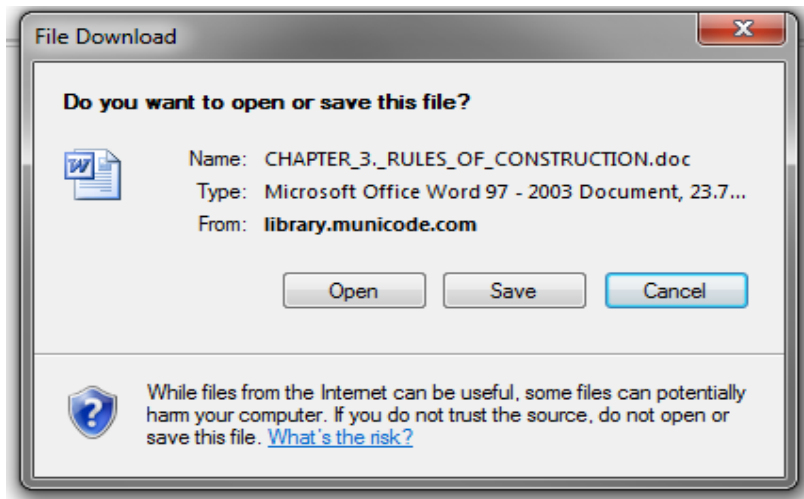 File Download
Do you want to open or save this file?
Name: CHAPTER_3._RULES_OF_CONSTRUCTION.doc
Type: Microsoft Office Word 97 - 2003 Document, 23.7...
From: library.municode.com
Open Save Cancel
While files from the Internet can be useful, some files can potentially
harm your computer. If you do not trust the source, do not open or
save this file. What's the risk?